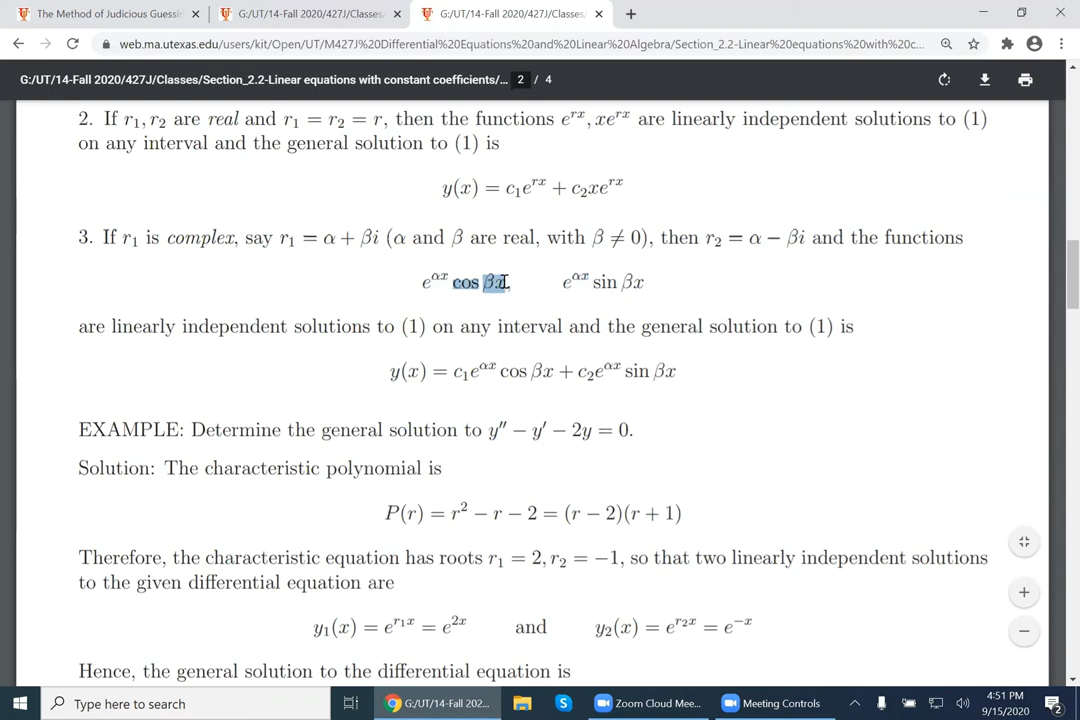 The Method of Judicious Guessi
G:/UT/14-Fall 2020/427J/Classes
G:/UT/14-Fall 2020/427J/Classes
web.ma.utexas.edu/users/kit/Open/UT/M427J%20Differential%20Equations%20and%20Linear%20Algebra/Section_2.2-Linear%20equations%20with%20c...
G:/UT/14-Fall 2020/427J/Classes/Section_2.2-Linear equations with constant coefficients/... 2 / 4
2. If r₁, r₂ are real and r₁ = r₂ = r, then the functions eʳˣ, xeʳˣ are linearly independent solutions to (1)
on any interval and the general solution to (1) is
y(x) = c₁eʳˣ + c₂xeʳˣ
3. If r₁ is complex, say r₁ = α + βi (α and β are real, with β ≠ 0), then r₂ = α − βi and the functions
e^{αx} cos βx, e^{αx} sin βx
are linearly independent solutions to (1) on any interval and the general solution to (1) is
y(x) = c₁e^{αx} cos βx + c₂e^{αx} sin βx
EXAMPLE: Determine the general solution to y″ − y′ − 2y = 0.
Solution: The characteristic polynomial is
P(r) = r² − r − 2 = (r − 2)(r + 1)
Therefore, the characteristic equation has roots r₁ = 2, r₂ = −1, so that two linearly independent solutions
to the given differential equation are
y₁(x) = e^{r₁x} = e^{2x} and y₂(x) = e^{r₂x} = e^{−x}
Hence, the general solution to the differential equation is
Type here to search
G:/UT/14-Fall 202...
Zoom Cloud Mee...
Meeting Controls
4:51 PM
9/15/2020
2